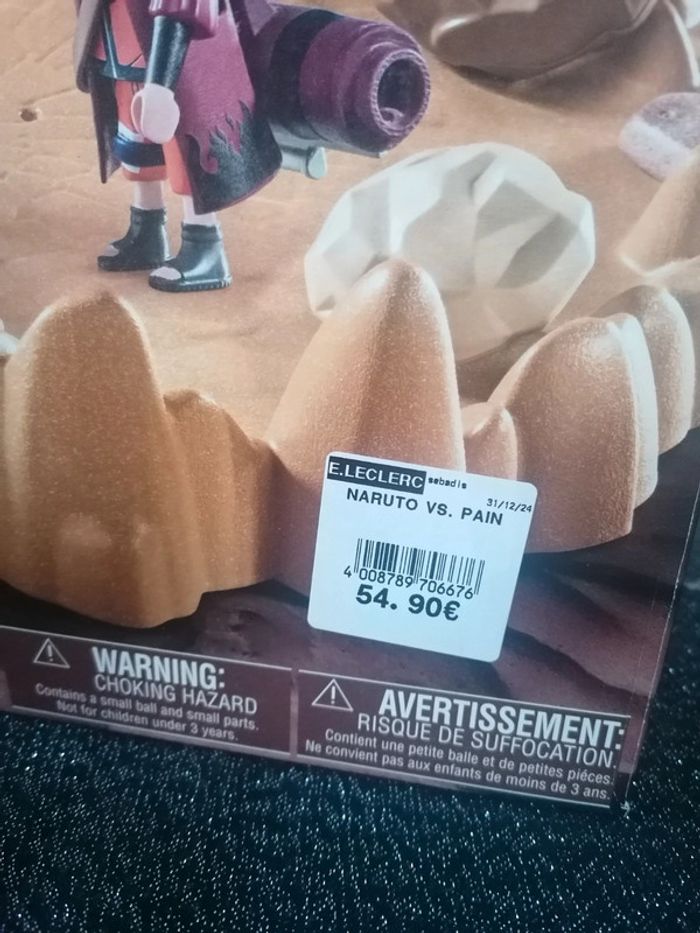 E.LECLERC sebadis
31/12/24
NARUTO VS. PAIN
4 008789 706676
54. 90€
WARNING:
CHOKING HAZARD
Contains a small ball and small parts.
Not for children under 3 years.
AVERTISSEMENT:
RISQUE DE SUFFOCATION.
Contient une petite balle et de petites pièces.
Ne convient pas aux enfants de moins de 3 ans.